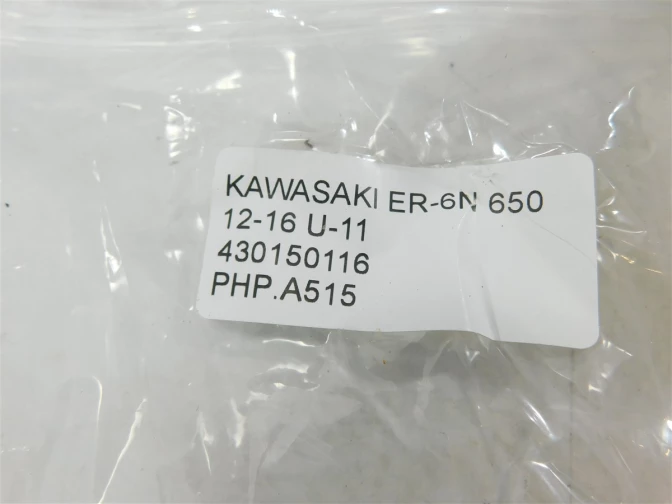 KAWASAKI ER-6N 650
12-16 U-11
430150116
PHP.A515